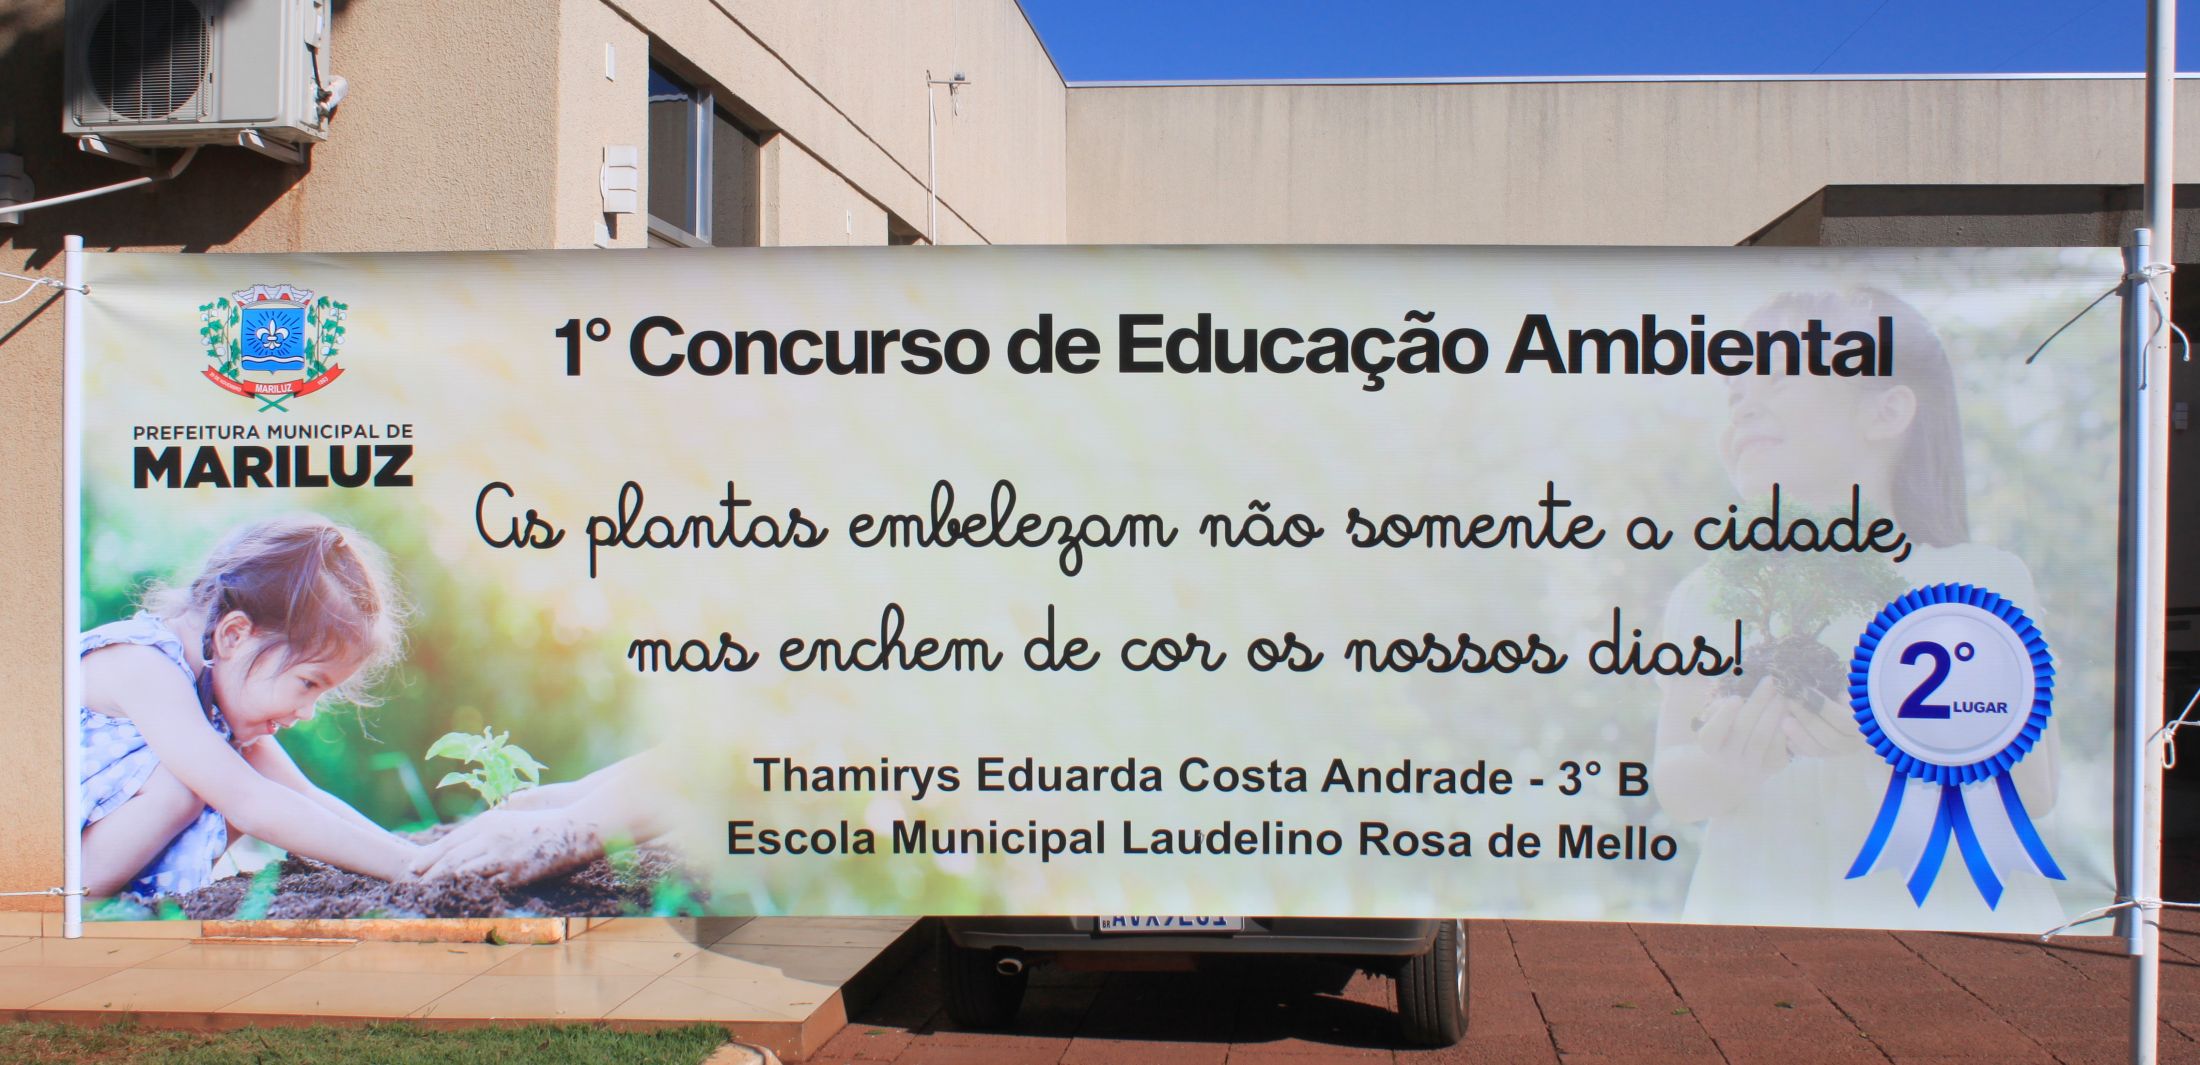 1° Concurso de Educação Ambiental
MARILUZ
PREFEITURA MUNICIPAL DE
MARILUZ
As plantas embelezam não somente a cidade,
mas enchem de cor os nossos dias!
2° LUGAR
Thamirys Eduarda Costa Andrade - 3° B
Escola Municipal Laudelino Rosa de Mello